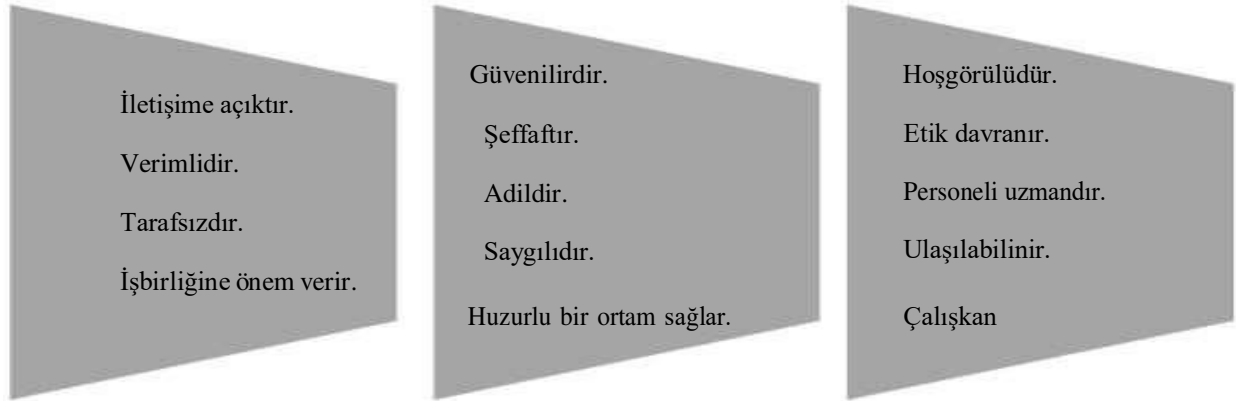 İletişime açıktır.
Verimlidir.
Tarafsızdır.
İşbirliğine önem verir.
Güvenilirdir.
Şeffaftır.
Adildir.
Saygılıdır.
Huzurlu bir ortam sağlar.
Hoşgörülüdür.
Etik davranır.
Personeli uzmandır.
Ulaşılabilinir.
Çalışkan